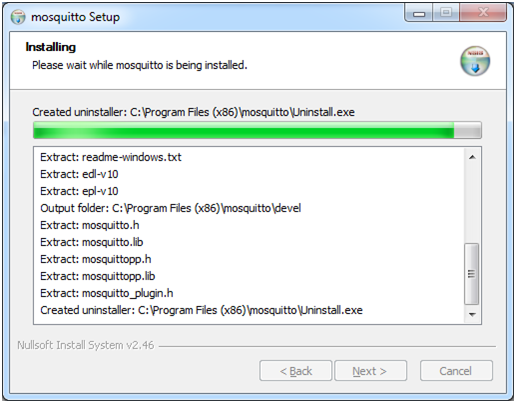 mosquitto Setup
Installing
Please wait while mosquitto is being installed.
Created uninstaller: C:\Program Files (x86)\mosquitto\Uninstall.exe
Extract: readme-windows.txt
Extract: edl-v10
Extract: epl-v10
Output folder: C:\Program Files (x86)\mosquitto\devel
Extract: mosquitto.h
Extract: mosquitto.lib
Extract: mosquittopp.h
Extract: mosquittopp.lib
Extract: mosquitto_plugin.h
Created uninstaller: C:\Program Files (x86)\mosquitto\Uninstall.exe
Nullsoft Install System v2.46
< Back Next > Cancel